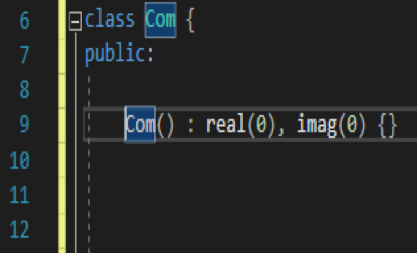 6 class Com {
7 public:
8
9 Com() : real(0), imag(0) {}
10
11
12